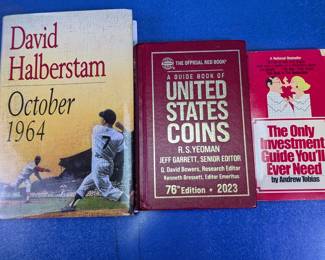 David
Halberstam
October
1964
7
THE OFFICIAL RED BOOK
A GUIDE BOOK OF
UNITED
STATES
COINS
R.S. YEOMAN
JEFF GARRETT, SENIOR EDITOR
Q. David Bowers, Research Editor
Kenneth Bressett, Editor Emeritus
76th Edition • 2023
A National Bestseller
The Only
Investment
Guide You'll
Ever Need
by Andrew Tobias